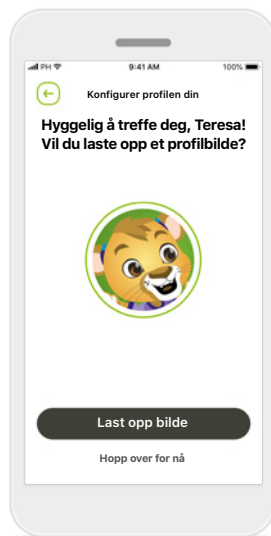 PH 9:41 AM 100%
Konfigurer profilen din
Hyggelig å treffe deg, Teresa!
Vil du laste opp et profilbilde?
Last opp bilde
Hopp over for nå